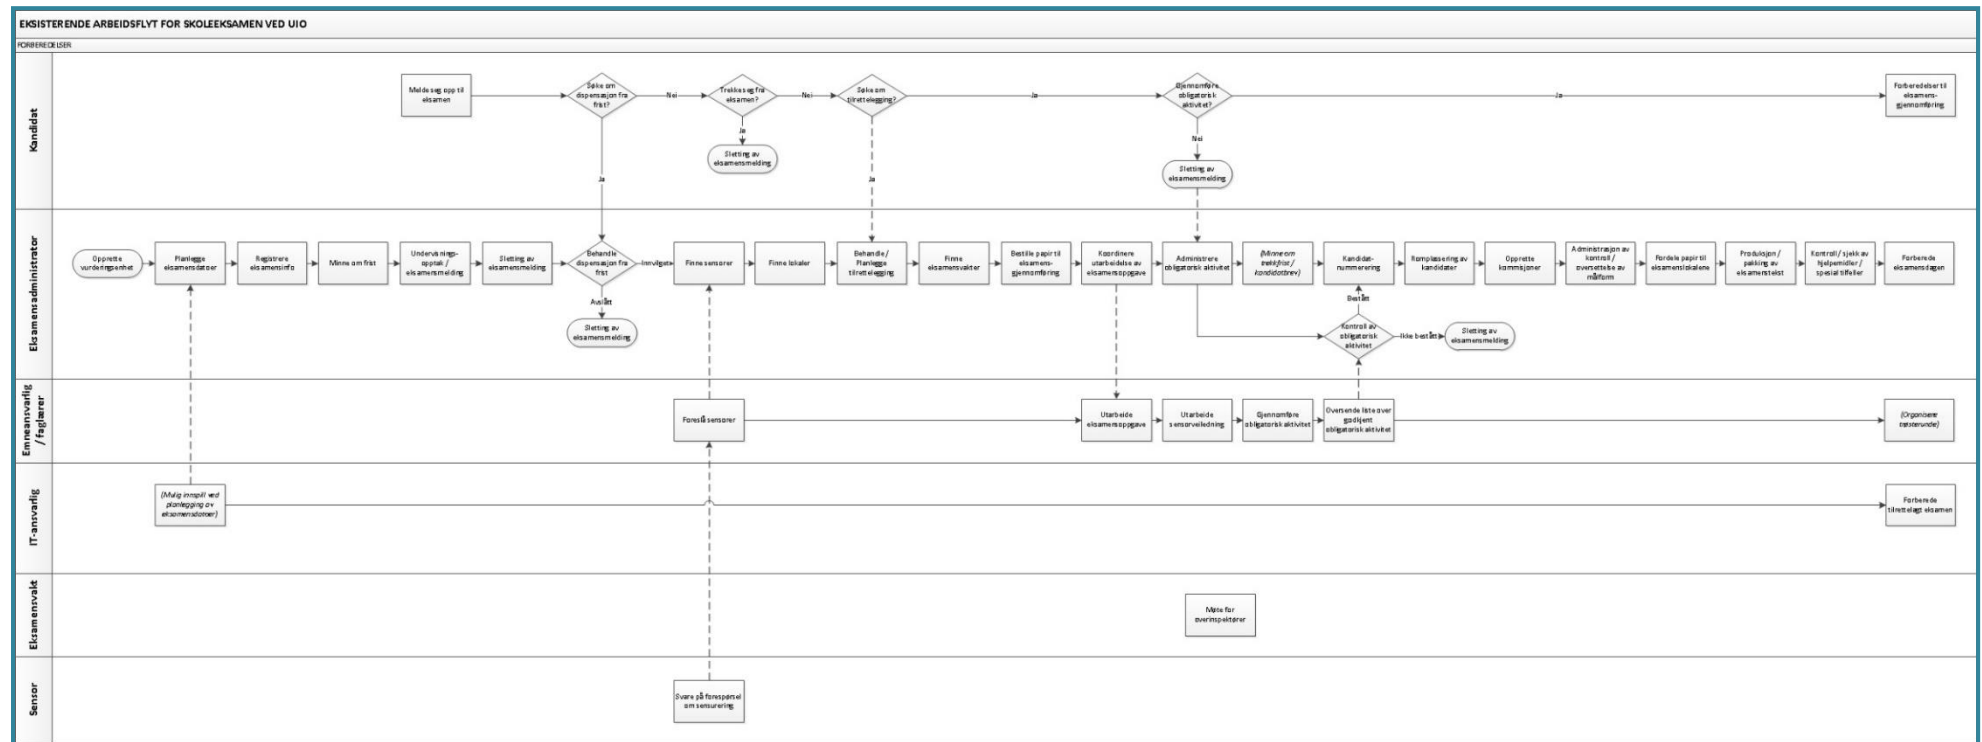 EKSISTERENDE ARBEIDSFLYT FOR SKOLEEKSAMEN VED UIO
FORBEREDELSER
Kandidat
Melde seg opp til
eksamen
Søke om
dispensasjon fra
frist?
Nei
Trekke seg fra
eksamen?
Nei
Søke om
tilrettelegging?
Ja
Gjennomføre
obligatorisk
aktivitet?
Ja
Forberedelser til
eksamens-
gjennomføring
Ja
Sletting av
eksamensmelding
Nei
Sletting av
eksamensmelding
Ja
Ja
Eksamensadministrator
Opprette
vurderingsenhet
Planlegge
eksamensdatoer
Registrere
eksamensinfo
Minne om frist
Undervisnings-
opptak /
eksamensmelding
Sletting av
eksamensmelding
Behandle
dispensasjon fra
frist
Innvilget
Finne sensorer
Finne lokaler
Behandle /
Planlegge
tilrettelegging
Finne
eksamensvakter
Bestille papir til
eksamens-
gjennomføring
Koordinere
utarbeidelse av
eksamensoppgave
Administrere
obligatorisk aktivitet
(Minne om
trekkfrist /
kandidatbrev)
Kandidat-
nummerering
Romplassering av
kandidater
Opprette
kommisjoner
Administrasjon av
kontroll /
oversettelse av
målform
Fordele papir til
eksamenslokalene
Produksjon /
pakking av
eksamenstekst
Kontroll / sjekk av
hjelpemidler /
spesialtilfeller
Forberede
eksamensdagen
Avslått
Sletting av
eksamensmelding
Bestått
Kontroll av
obligatorisk
aktivitet
Ikke bestått
Sletting av
eksamensmelding
Emneansvarlig
/ faglærer
Foreslå sensorer
Utarbeide
eksamensoppgave
Utarbeide
sensorveiledning
Gjennomføre
obligatorisk aktivitet
Oversende liste over
godkjent
obligatorisk aktivitet
(Organisere
trøsterunde)
IT-ansvarlig
(Mulig innspill ved
planlegging av
eksamensdatoer)
Forberede
tilrettelagt eksamen
Eksamensvakt
Møte for
overinspektører
Sensor
Svare på forespørsel
om sensurering